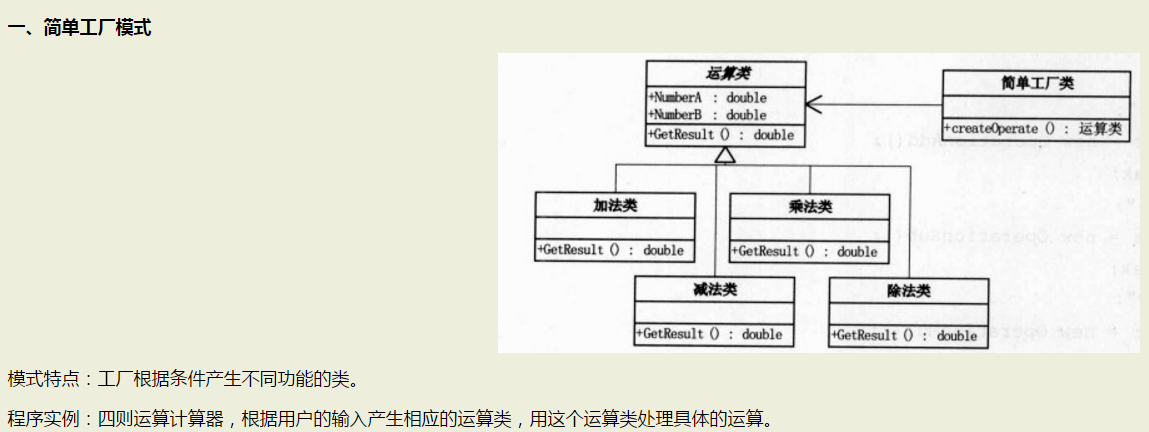 一、简单工厂模式
运算类
+NumberA : double
+NumberB : double
+GetResult () : double
简单工厂类
+createOperate () : 运算类
加法类
+GetResult () : double
乘法类
+GetResult () : double
减法类
+GetResult () : double
除法类
+GetResult () : double
模式特点：工厂根据条件产生不同功能的类。
程序实例：四则运算计算器，根据用户的输入产生相应的运算类，用这个运算类处理具体的运算。